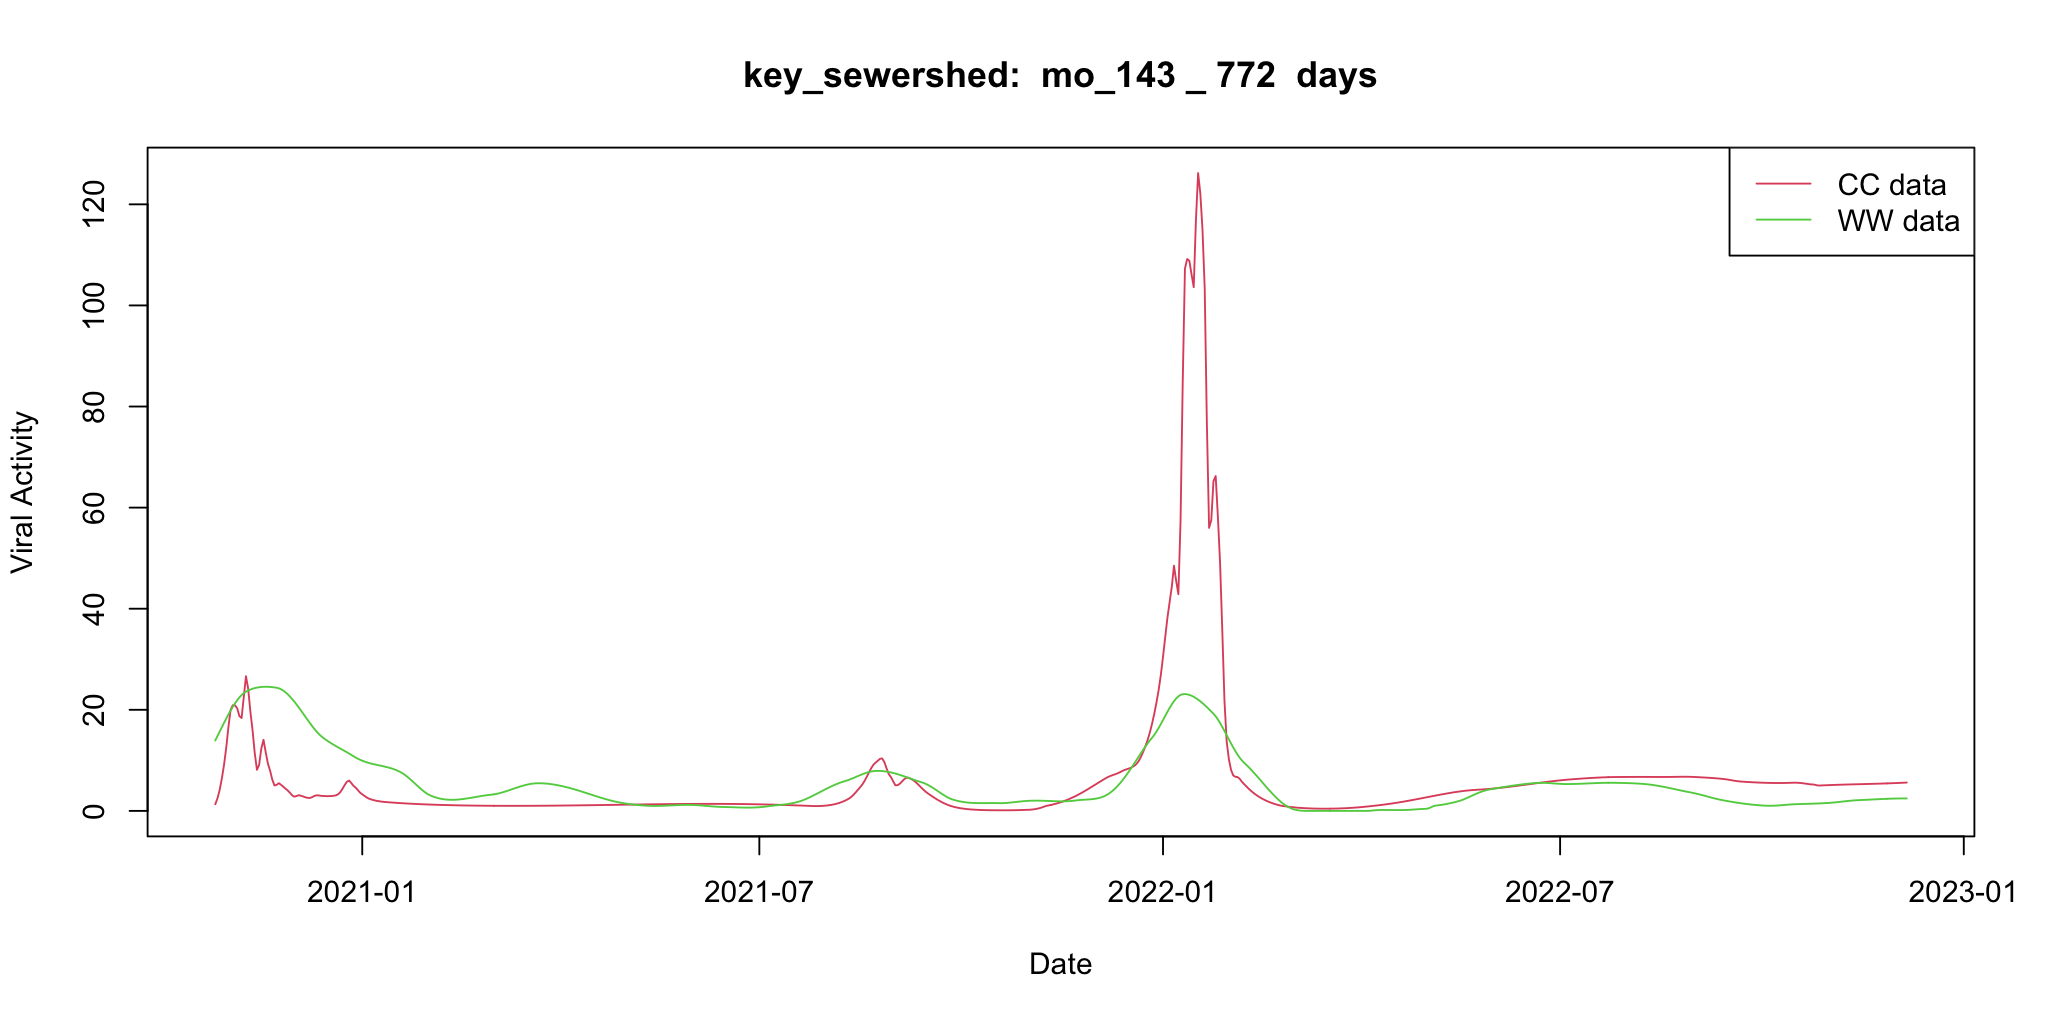 key_sewershed:  mo_143 _ 772  days
CC data
WW data
Viral Activity
120
100
80
60
40
20
0
2021-01
2021-07
2022-01
2022-07
2023-01
Date